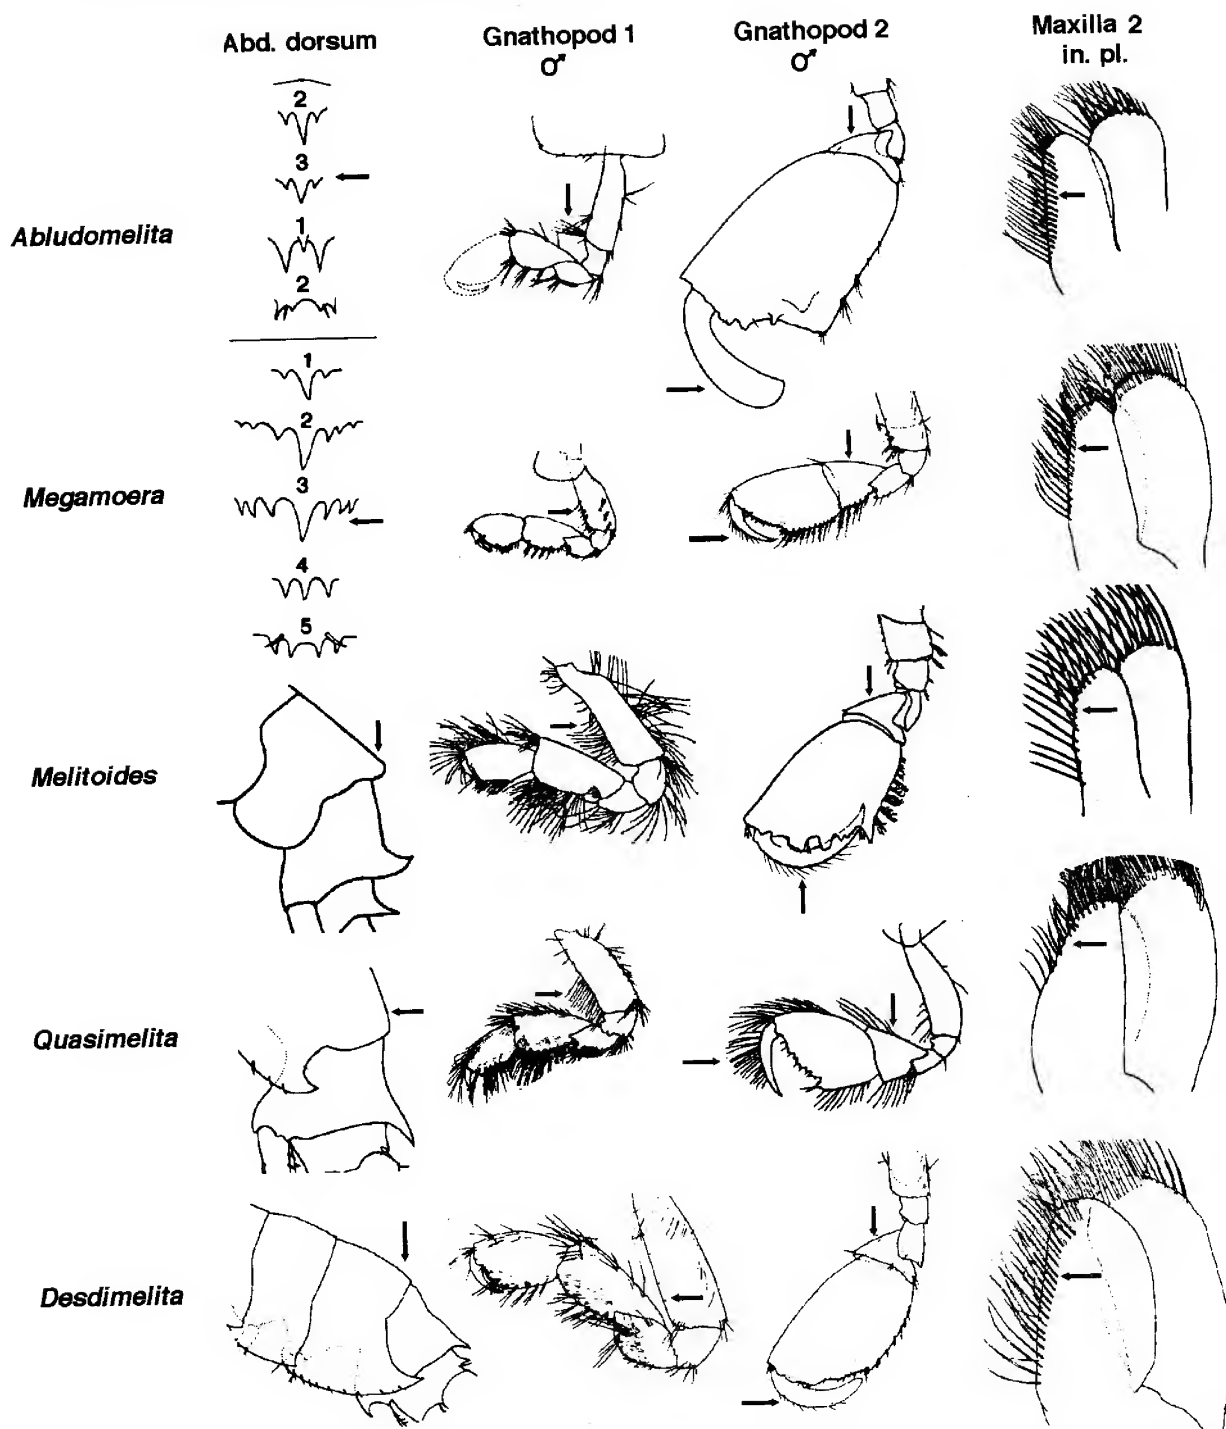 Abd. dorsum
Gnathopod 1
♂
Gnathopod 2
♂
Maxilla 2
in. pl.
2
3
1
2
Abludomelita
1
2
3
4
5
Megamoera
Melitoides
Quasimelita
Desdimelita